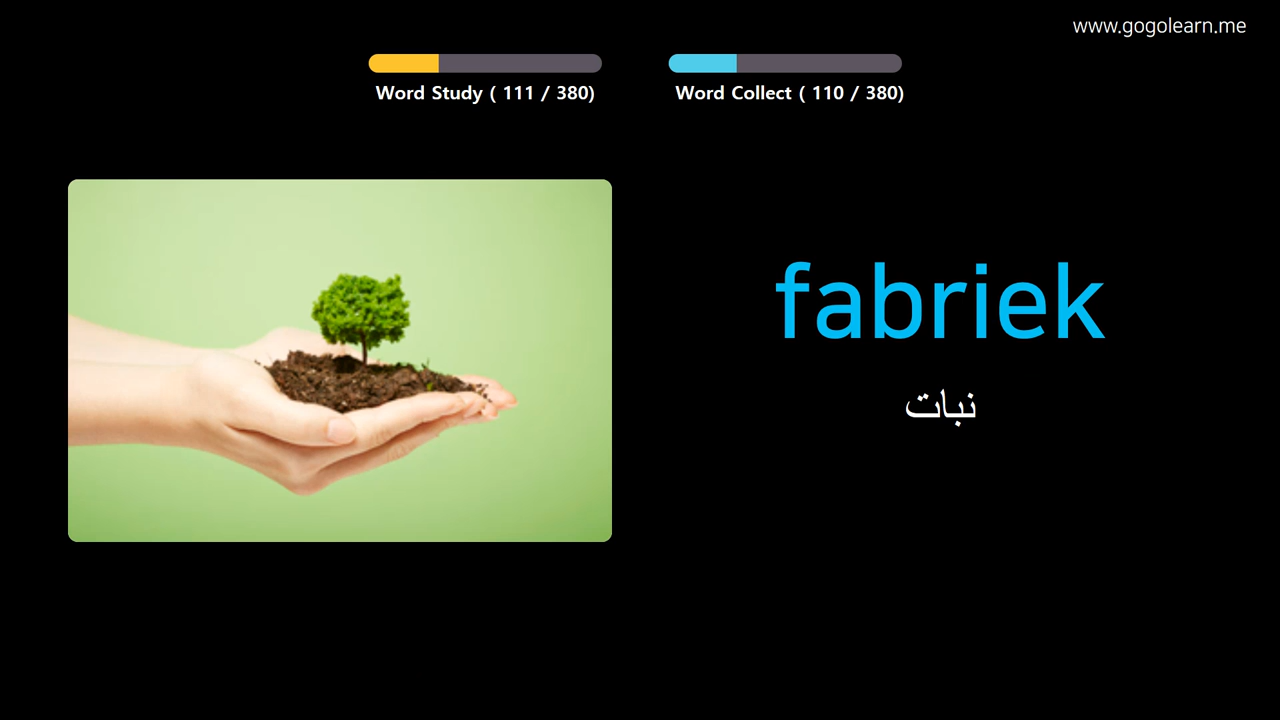 www.gogolearn.me
Word Study ( 111 / 380)
Word Collect ( 110 / 380)
fabriek
نبات